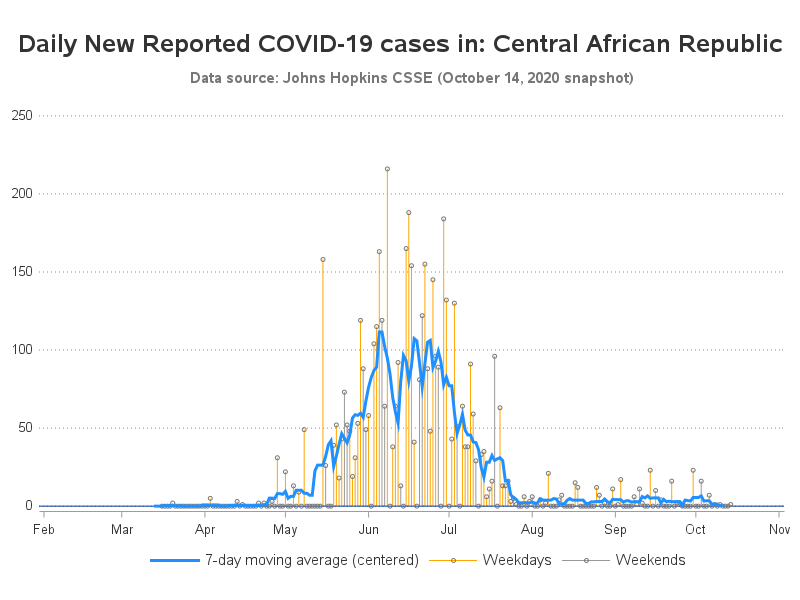 Daily New Reported COVID-19 cases in: Central African Republic
Data source: Johns Hopkins CSSE (October 14, 2020 snapshot)
250
200
150
100
50
0
Feb Mar Apr May Jun Jul Aug Sep Oct Nov
7-day moving average (centered) Weekdays Weekends